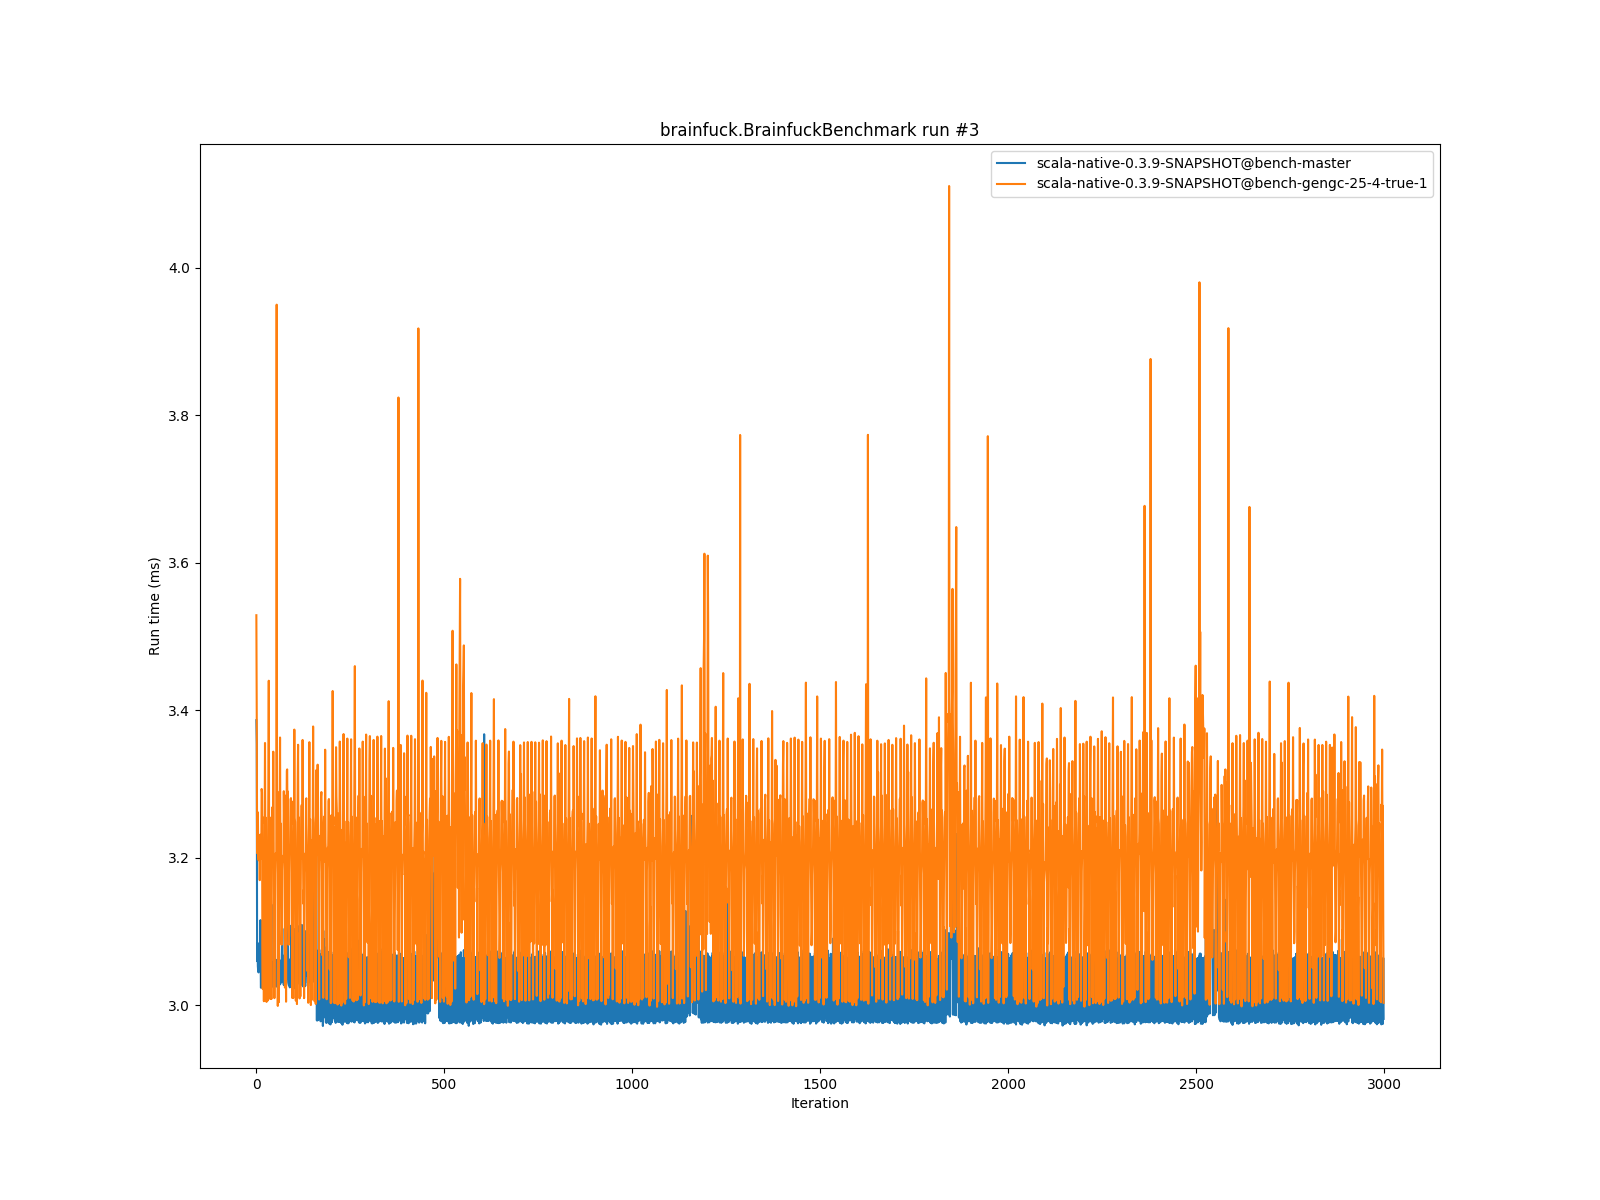 brainfuck.BrainfuckBenchmark run #3
scala-native-0.3.9-SNAPSHOT@bench-master
scala-native-0.3.9-SNAPSHOT@bench-gengc-25-4-true-1
Run time (ms)
4.0
3.8
3.6
3.4
3.2
3.0
0 500 1000 1500 2000 2500 3000
Iteration